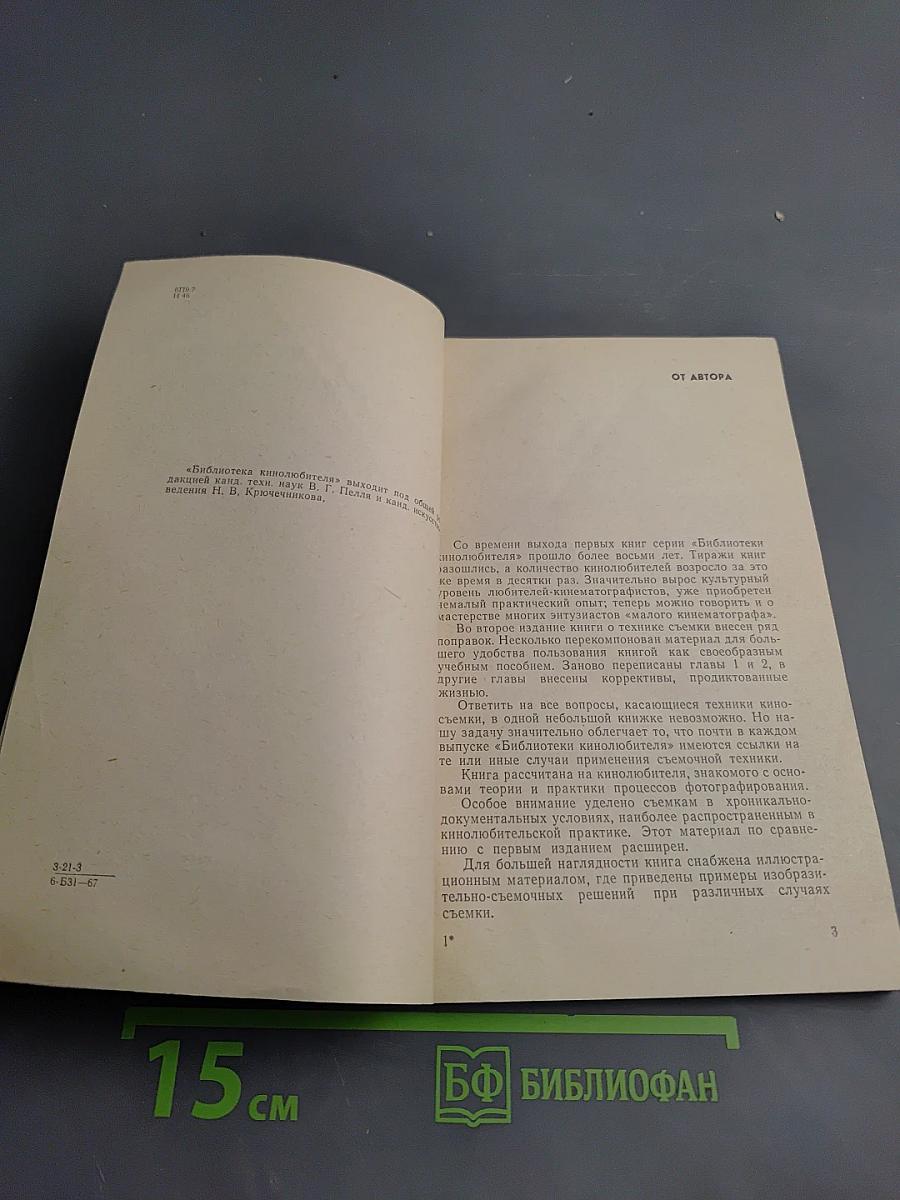 6П9.7
И 46
«Библиотека кинолюбителя» выходит под общей
дакцией канд. техн. наук В. Г. Пелля и канд. искусство
ведения Н. В. Крючечникова.
3-21-3
6-БЗ1—67
ОТ АВТОРА
Со времени выхода первых книг серии «Библиотеки
кинолюбителя» прошло более восьми лет. Тиражи книг
разошлись, а количество кинолюбителей возросло за это
же время в десятки раз. Значительно вырос культурный
уровень любителей-кинематографистов, уже приобретен
немалый практический опыт; теперь можно говорить и о
мастерстве многих энтузиастов «малого кинематографа».
Во второе издание книги о технике съемки внесен ряд
поправок. Несколько перекомпонован материал для боль-
шего удобства пользования книгой как своеобразным
учебным пособием. Заново переписаны главы 1 и 2, в
другие главы внесены коррективы, продиктованные
жизнью.
Ответить на все вопросы, касающиеся техники кино-
съемки, в одной небольшой книжке невозможно. Но на-
шу задачу значительно облегчает то, что почти в каждом
выпуске «Библиотеки кинолюбителя» имеются ссылки на
те или иные случаи применения съемочной техники.
Книга рассчитана на кинолюбителя, знакомого с осно-
вами теории и практики процессов фотографирования.
Особое внимание уделено съемкам в хроникально-
документальных условиях, наиболее распространенным в
кинолюбительской практике. Этот материал по сравне-
нию с первым изданием расширен.
Для большей наглядности книга снабжена иллюстра-
ционным материалом, где приведены примеры изобрази-
тельно-съемочных решений при различных случаях
съемки.
1*
3
15 см
БФ БИБЛИОФАН